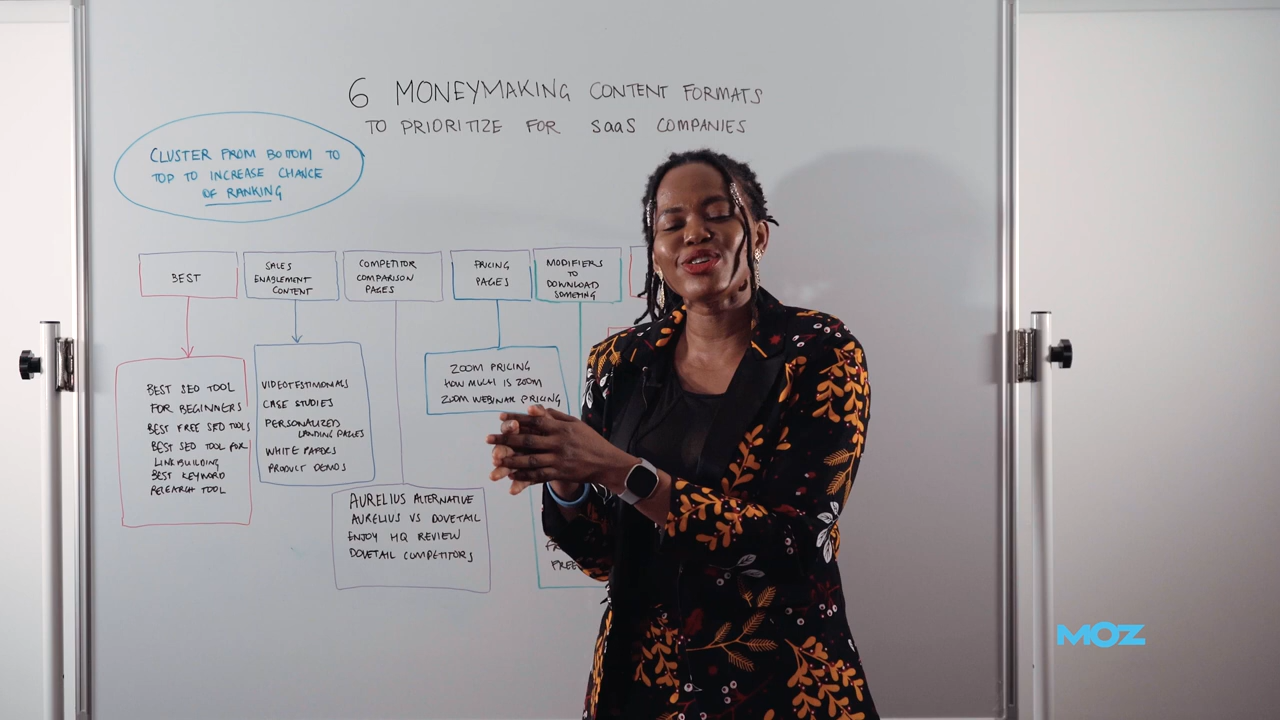 6 MONEYMAKING CONTENT FORMATS
TO PRIORITIZE FOR SaaS COMPANIES
CLUSTER FROM BOTTOM TO
TOP TO INCREASE CHANCE
OF RANKING
BEST
SALES
ENABLEMENT
CONTENT
COMPETITOR
COMPARISON
PAGES
PRICING
PAGES
MODIFIERS
TO
DOWNLOAD
SOMETHING
BEST SEO TOOL
FOR BEGINNERS
BEST FREE SEO TOOLS
BEST SEO TOOL FOR
LINKBUILDING
BEST KEYWORD
RESEARCH TOOL
VIDEOTESTIMONIALS
CASE STUDIES
PERSONALIZED
LANDING PAGES
WHITE PAPERS
PRODUCT DEMOS
AURELIUS ALTERNATIVE
AURELIUS VS DOVETAIL
ENJOY HQ REVIEW
DOVETAIL COMPETITORS
ZOOM PRICING
HOW MUCH IS ZOOM
ZOOM WEBINAR PRICING
FREE
MOZ